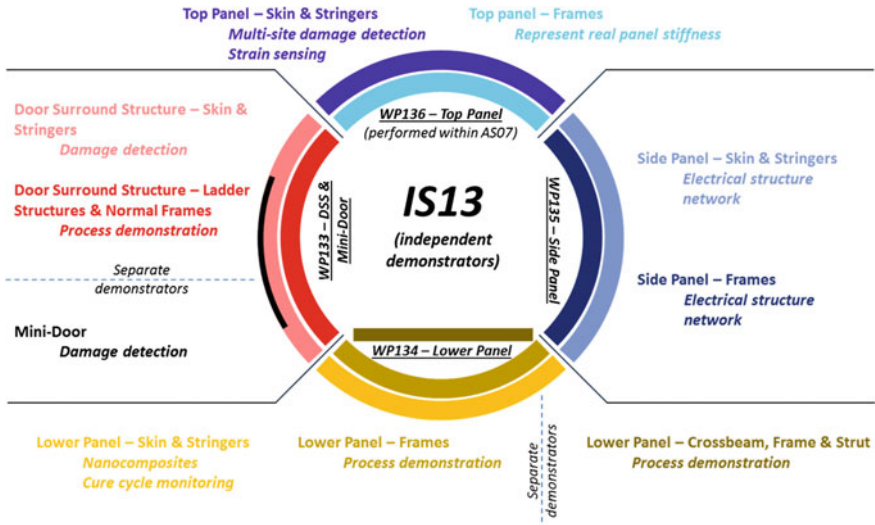 Top Panel – Skin & Stringers
Multi-site damage detection
Strain sensing
Top panel – Frames
Represent real panel stiffness
Door Surround Structure – Skin &
Stringers
Damage detection
Door Surround Structure – Ladder
Structures & Normal Frames
Process demonstration
Separate
demonstrators
Mini-Door
Damage detection
WP136 – Top Panel
(performed within AS07)
WP133 – DSS &
Mini-Door
IS13
(independent
demonstrators)
WP135 – Side Panel
WP134 – Lower Panel
Side Panel – Skin & Stringers
Electrical structure
network
Side Panel – Frames
Electrical structure
network
Lower Panel – Skin & Stringers
Nanocomposites
Cure cycle monitoring
Lower Panel – Frames
Process demonstration
Separate
demonstrators
Lower Panel – Crossbeam, Frame & Strut
Process demonstration